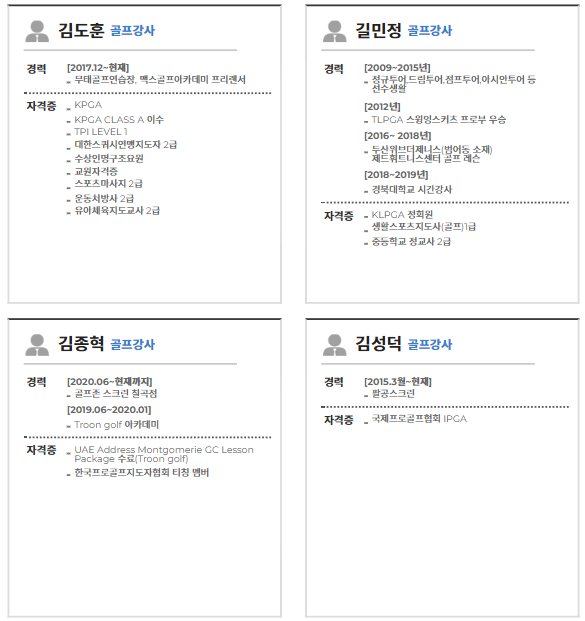 김도훈 골프강사
경력
[2017.12~현재]
- 무태골프연습장, 맥스골프아카데미 프리랜서
자격증
- KPGA
- KPGA CLASS A 이수
- TPI LEVEL 1
- 대한스쿼시연맹지도자 2급
- 수상인명구조요원
- 교원자격증
- 스포츠마사지 2급
- 운동처방사 2급
- 유아체육지도교사 2급
길민정 골프강사
경력
[2009~2015년]
- 정규투어,드림투어,점프투어,아시안투어 등
선수생활
[2012년]
- TLPGA 스윙잉스커츠 프로부 우승
[2016~ 2018년]
- 두산위브더제니스(범어동 소재)
제드휘트니스센터 골프 레슨
[2018~2019년]
- 경북대학교 시간강사
자격증
- KLPGA 정회원
- 생활스포츠지도사(골프)1급
- 중등학교 정교사 2급
김종혁 골프강사
경력
[2020.06~현재까지]
- 골프존 스크린 칠곡점
[2019.06~2020.01]
- Troon golf 아카데미
자격증
- UAE Address Montgomerie GC Lesson
Package 수료(Troon golf)
- 한국프로골프지도자협회 티칭 멤버
김성덕 골프강사
경력
[2015.3월~현재]
- 팔공스크린
자격증
- 국제프로골프협회 IPGA